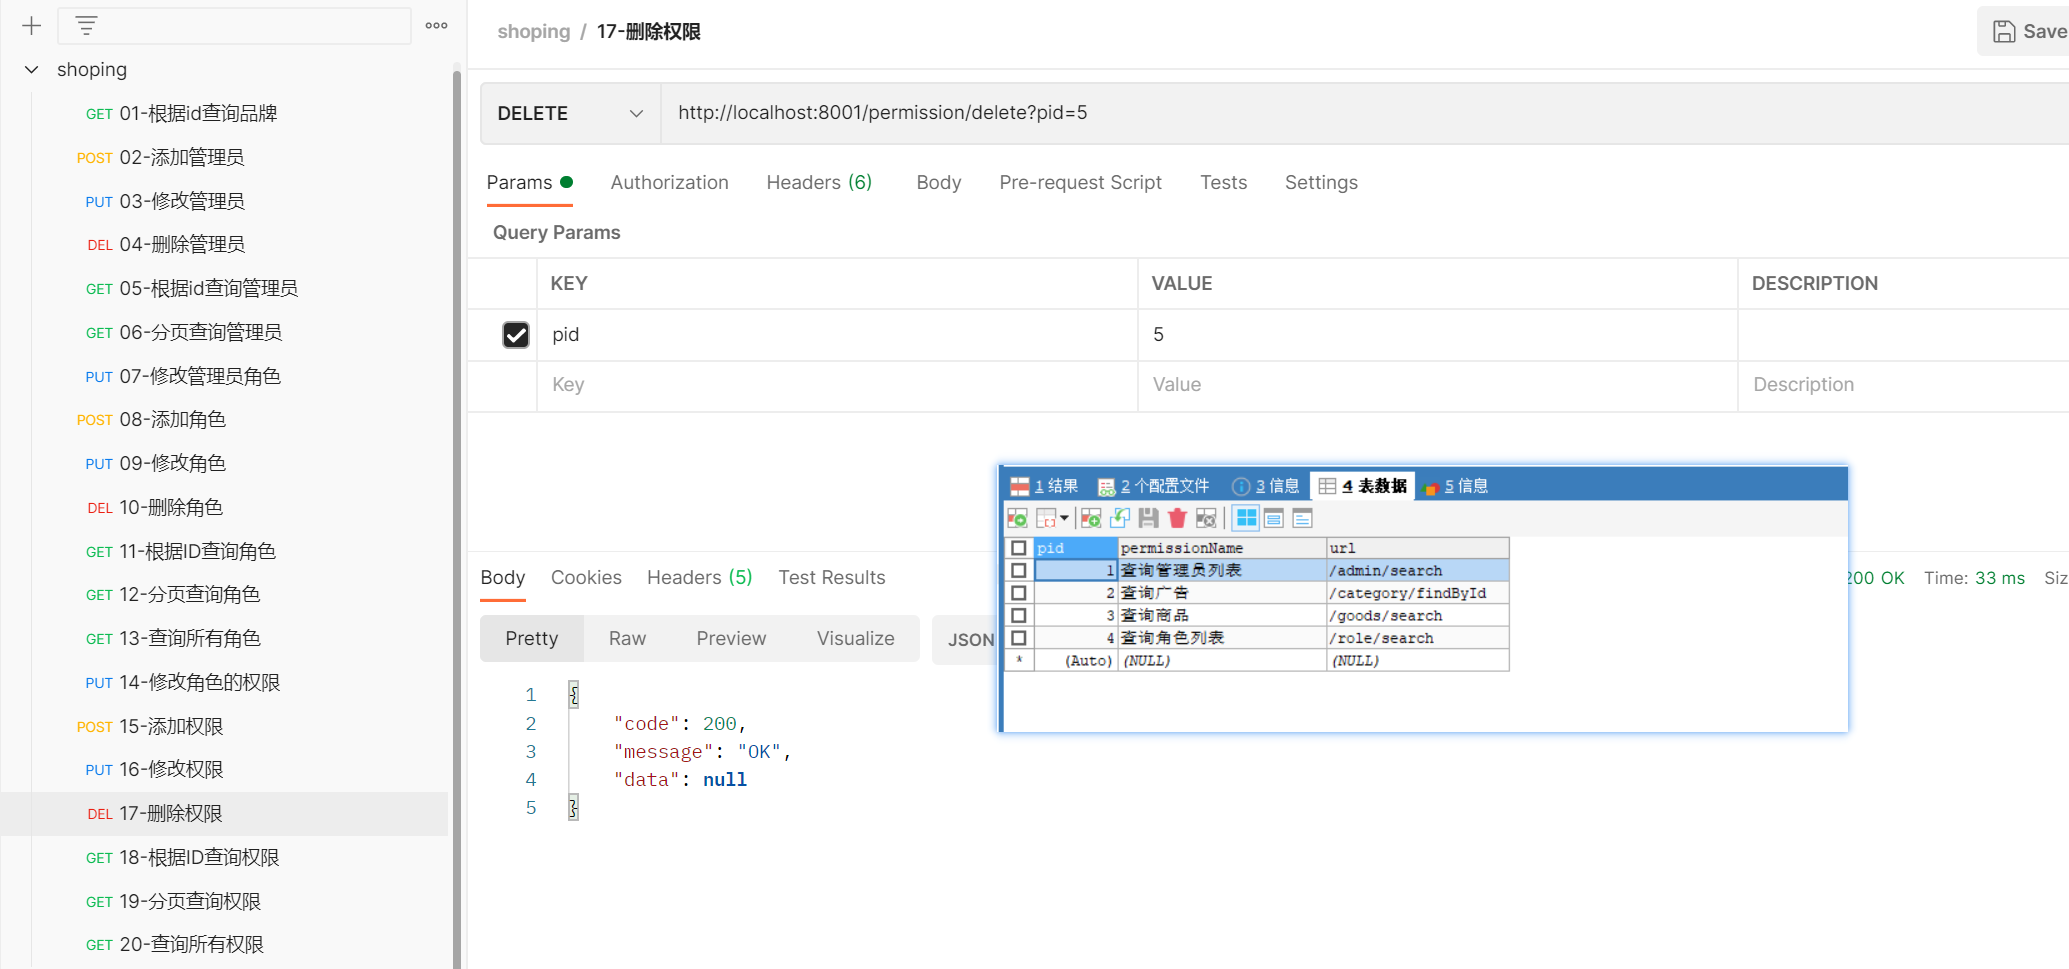 shoping
GET 01-根据id查询品牌
POST 02-添加管理员
PUT 03-修改管理员
DEL 04-删除管理员
GET 05-根据id查询管理员
GET 06-分页查询管理员
PUT 07-修改管理员角色
POST 08-添加角色
PUT 09-修改角色
DEL 10-删除角色
GET 11-根据ID查询角色
GET 12-分页查询角色
GET 13-查询所有角色
PUT 14-修改角色的权限
POST 15-添加权限
PUT 16-修改权限
DEL 17-删除权限
GET 18-根据ID查询权限
GET 19-分页查询权限
GET 20-查询所有权限
shoping / 17-删除权限
Save
DELETE http://localhost:8001/permission/delete?pid=5
Params Authorization Headers (6) Body Pre-request Script Tests Settings
Query Params
KEY VALUE DESCRIPTION
pid 5
Key Value Description
1 结果 2 个配置文件 3 信息 4 表数据 5 信息
pid permissionName url
1 查询管理员列表 /admin/search
2 查询广告 /category/findById
3 查询商品 /goods/search
4 查询角色列表 /role/search
* (Auto) (NULL) (NULL)
Body Cookies Headers (5) Test Results
200 OK Time: 33 ms Siz
Pretty Raw Preview Visualize JSON
1 {
2 "code": 200,
3 "message": "OK",
4 "data": null
5 }